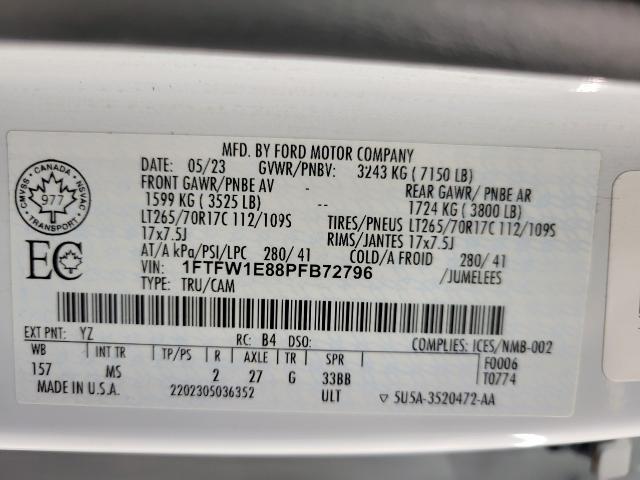 MFD. BY FORD MOTOR COMPANY
DATE: 05/23 GVWR/PNBV: 3243 KG ( 7150 LB)
FRONT GAWR/PNBE AV - REAR GAWR/ PNBE AR
1599 KG ( 3525 LB) -- 1724 KG ( 3800 LB)
LT265/70R17C 112/109S TIRES/PNEUS LT265/70R17C 112/109S
17x7.5J RIMS/JANTES 17x7.5J
AT/A kPa/PSI/LPC 280/ 41 COLD/A FROID 280/ 41
VIN: 1FTFW1E88PFB72796 /JUMELEES
TYPE: TRU/CAM
CMVSS · CANADA · NSVAC
977
TRANSPORT
EC
EXT PNT: YZ RC: B4 DSO: COMPLIES: ICES/NMB-002
WB INT TR TP/PS R AXLE TR SPR F0006
157 MS 2 27 G 33BB T0774
MADE IN U.S.A. 2202305036352 ULT ▽ 5U5A-3520472-AA